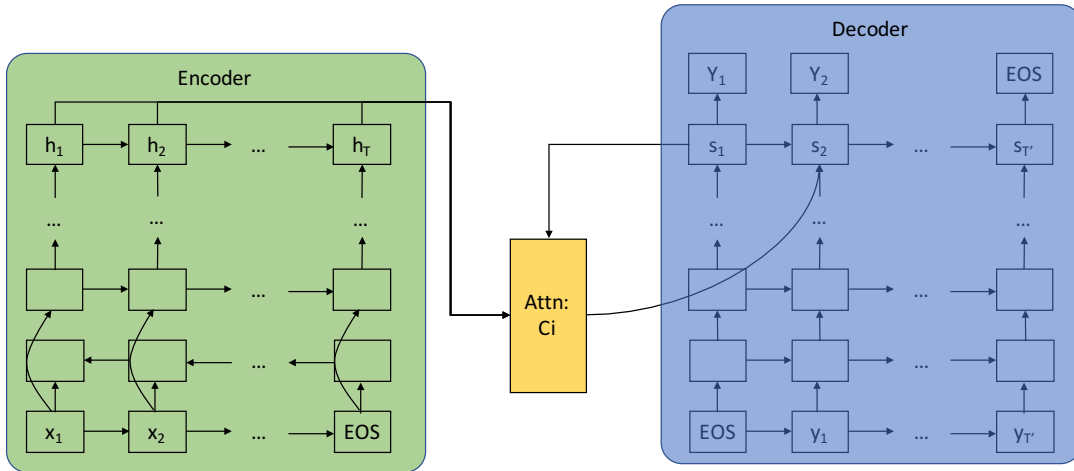 Encoder
h1 h2 ... hT
... ... ...
...
...
x1 x2 ... EOS
Attn:
Ci
Decoder
Y1 Y2 EOS
s1 s2 ... sT'
... ... ...
...
...
EOS y1 ... yT'